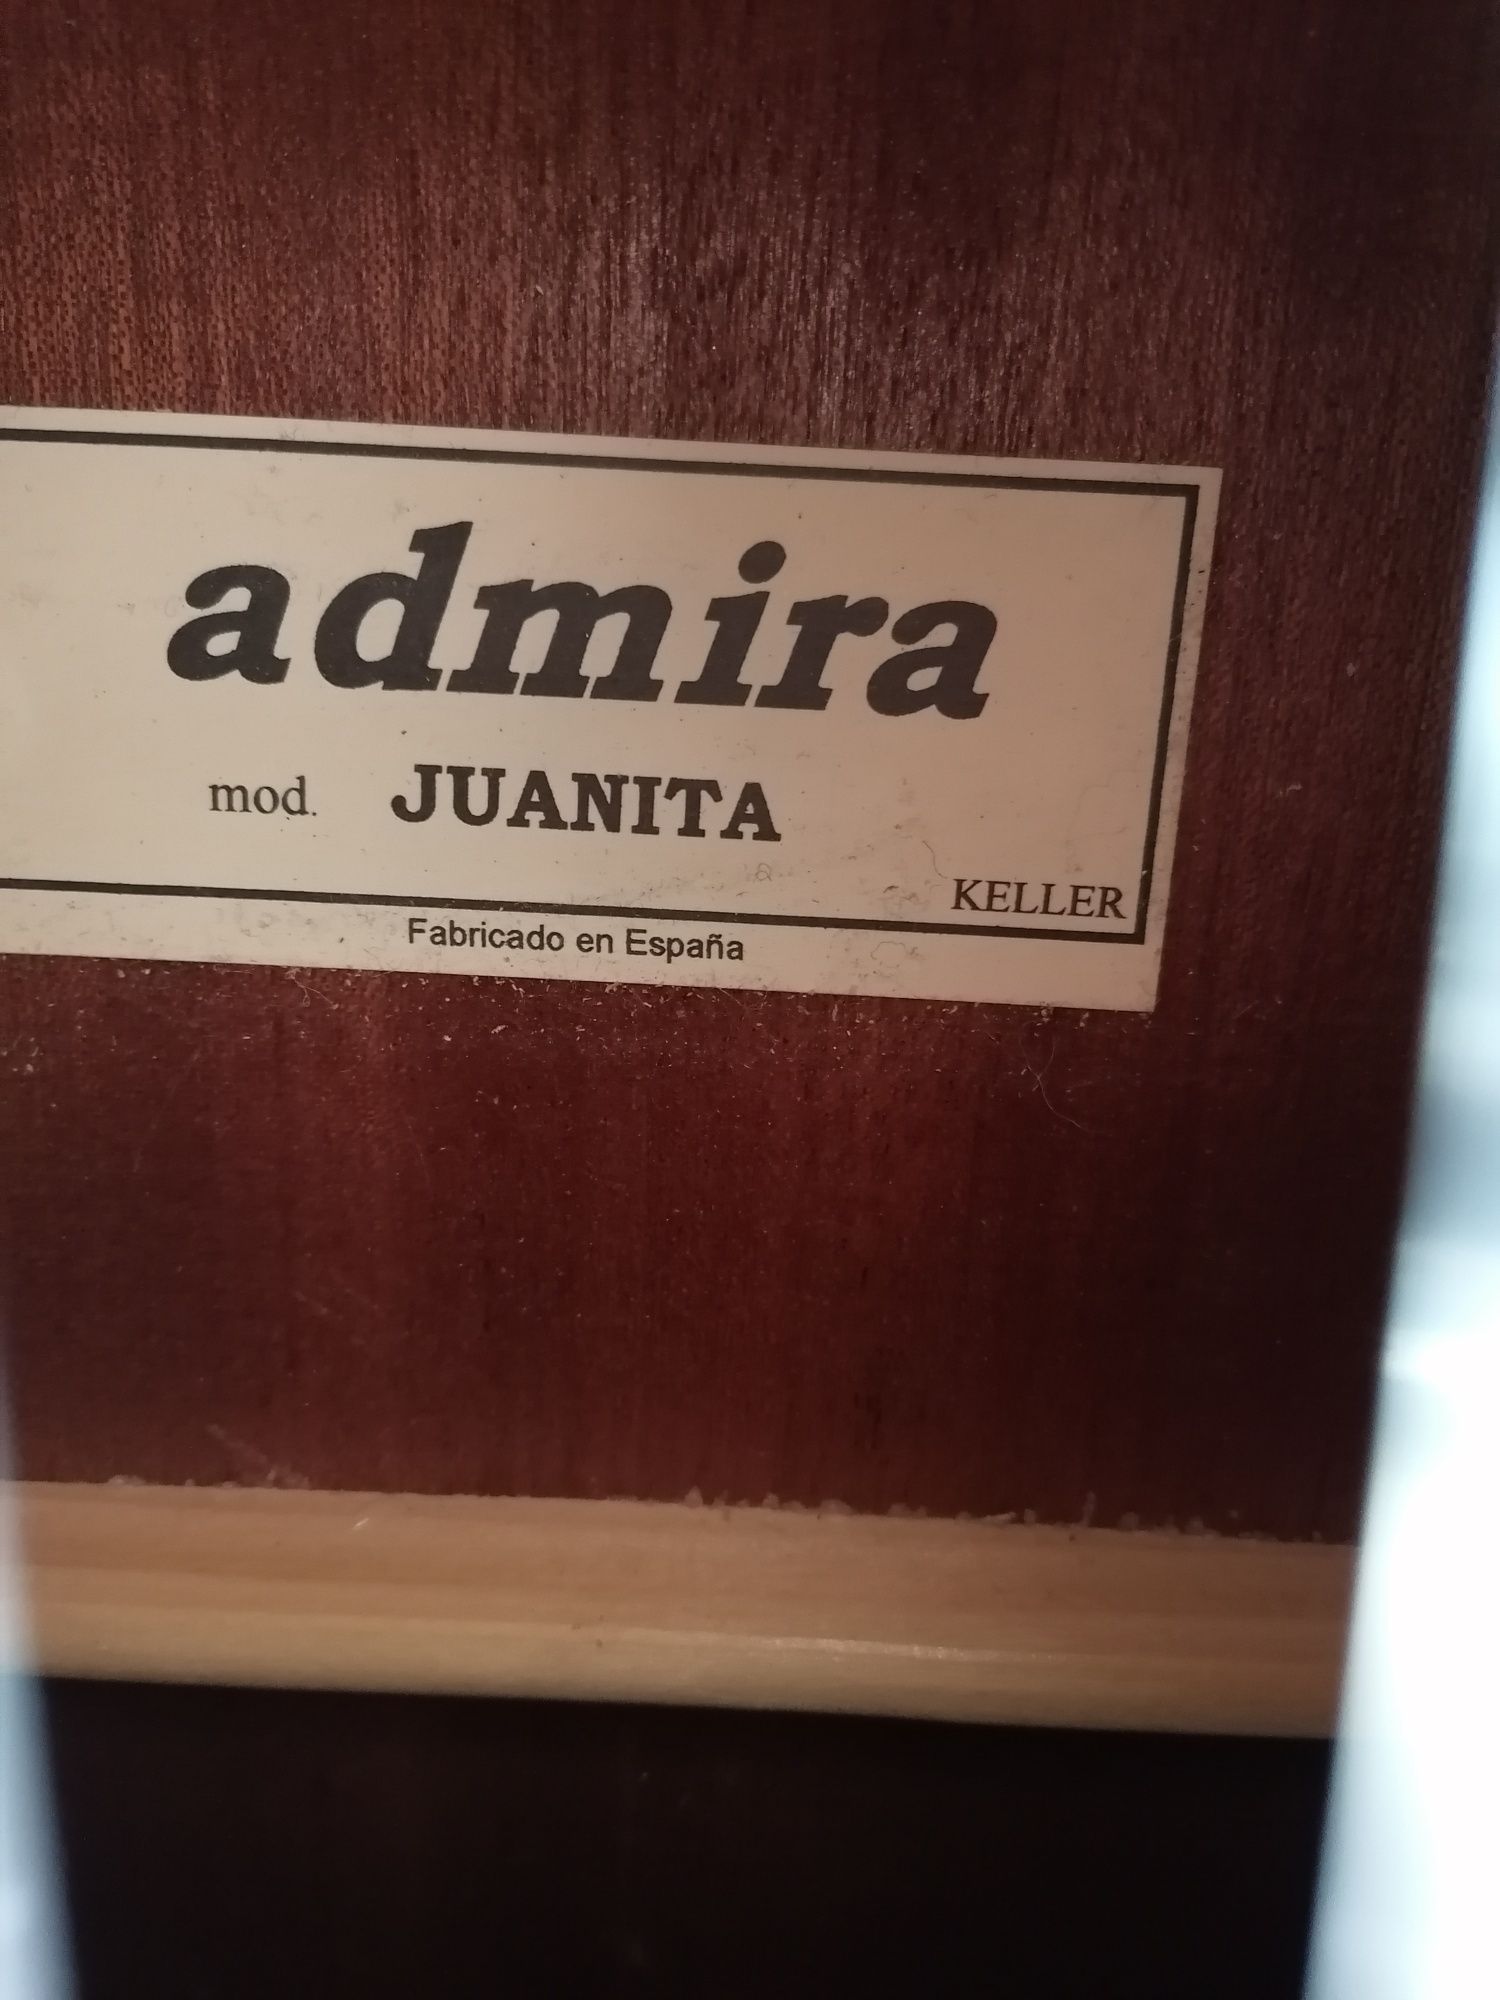 admira
mod. JUANITA
KELLER
Fabricado en España